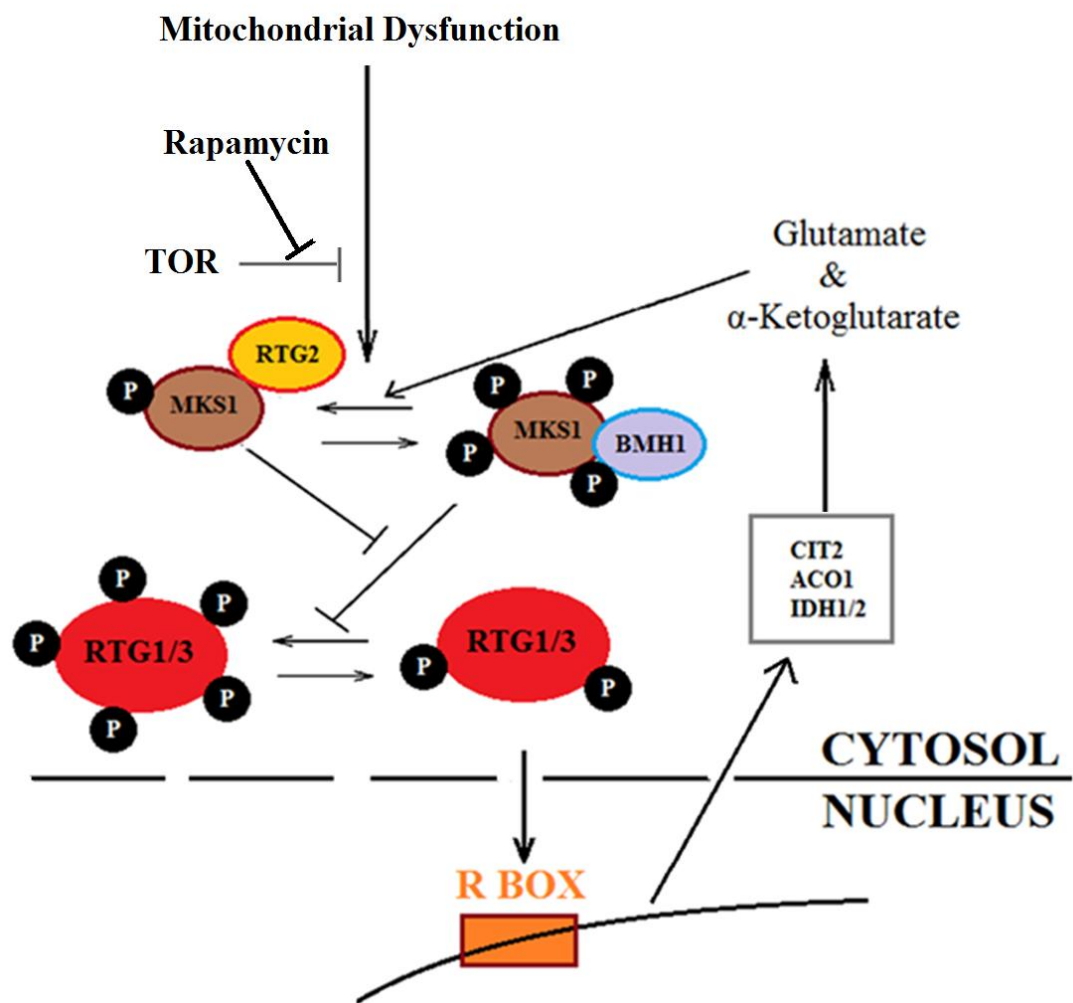 Mitochondrial Dysfunction
Rapamycin
TOR
Glutamate
&
α-Ketoglutarate
RTG2
P
MKS1
P
P
P
MKS1
BMH1
P
CIT2
ACO1
IDH1/2
P
P
P
RTG1/3
P
P
RTG1/3
P
P
CYTOSOL
NUCLEUS
R BOX